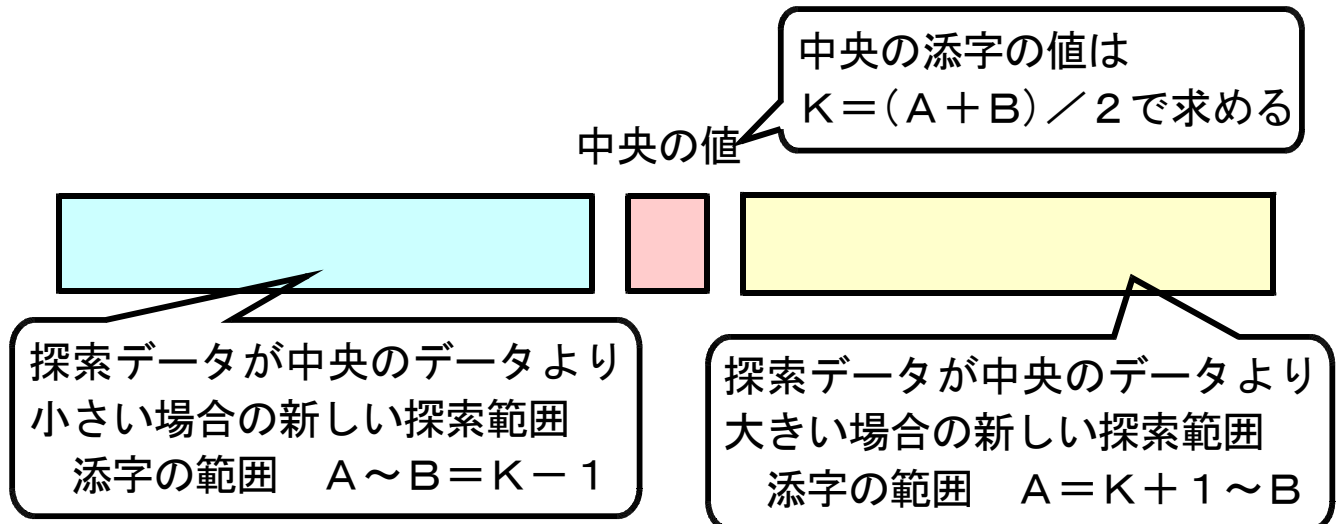 中央の添字の値は
K=(A+B)/2で求める
中央の値
探索データが中央のデータより
小さい場合の新しい探索範囲
添字の範囲 A~B=K-1
探索データが中央のデータより
大きい場合の新しい探索範囲
添字の範囲 A=K+1~B